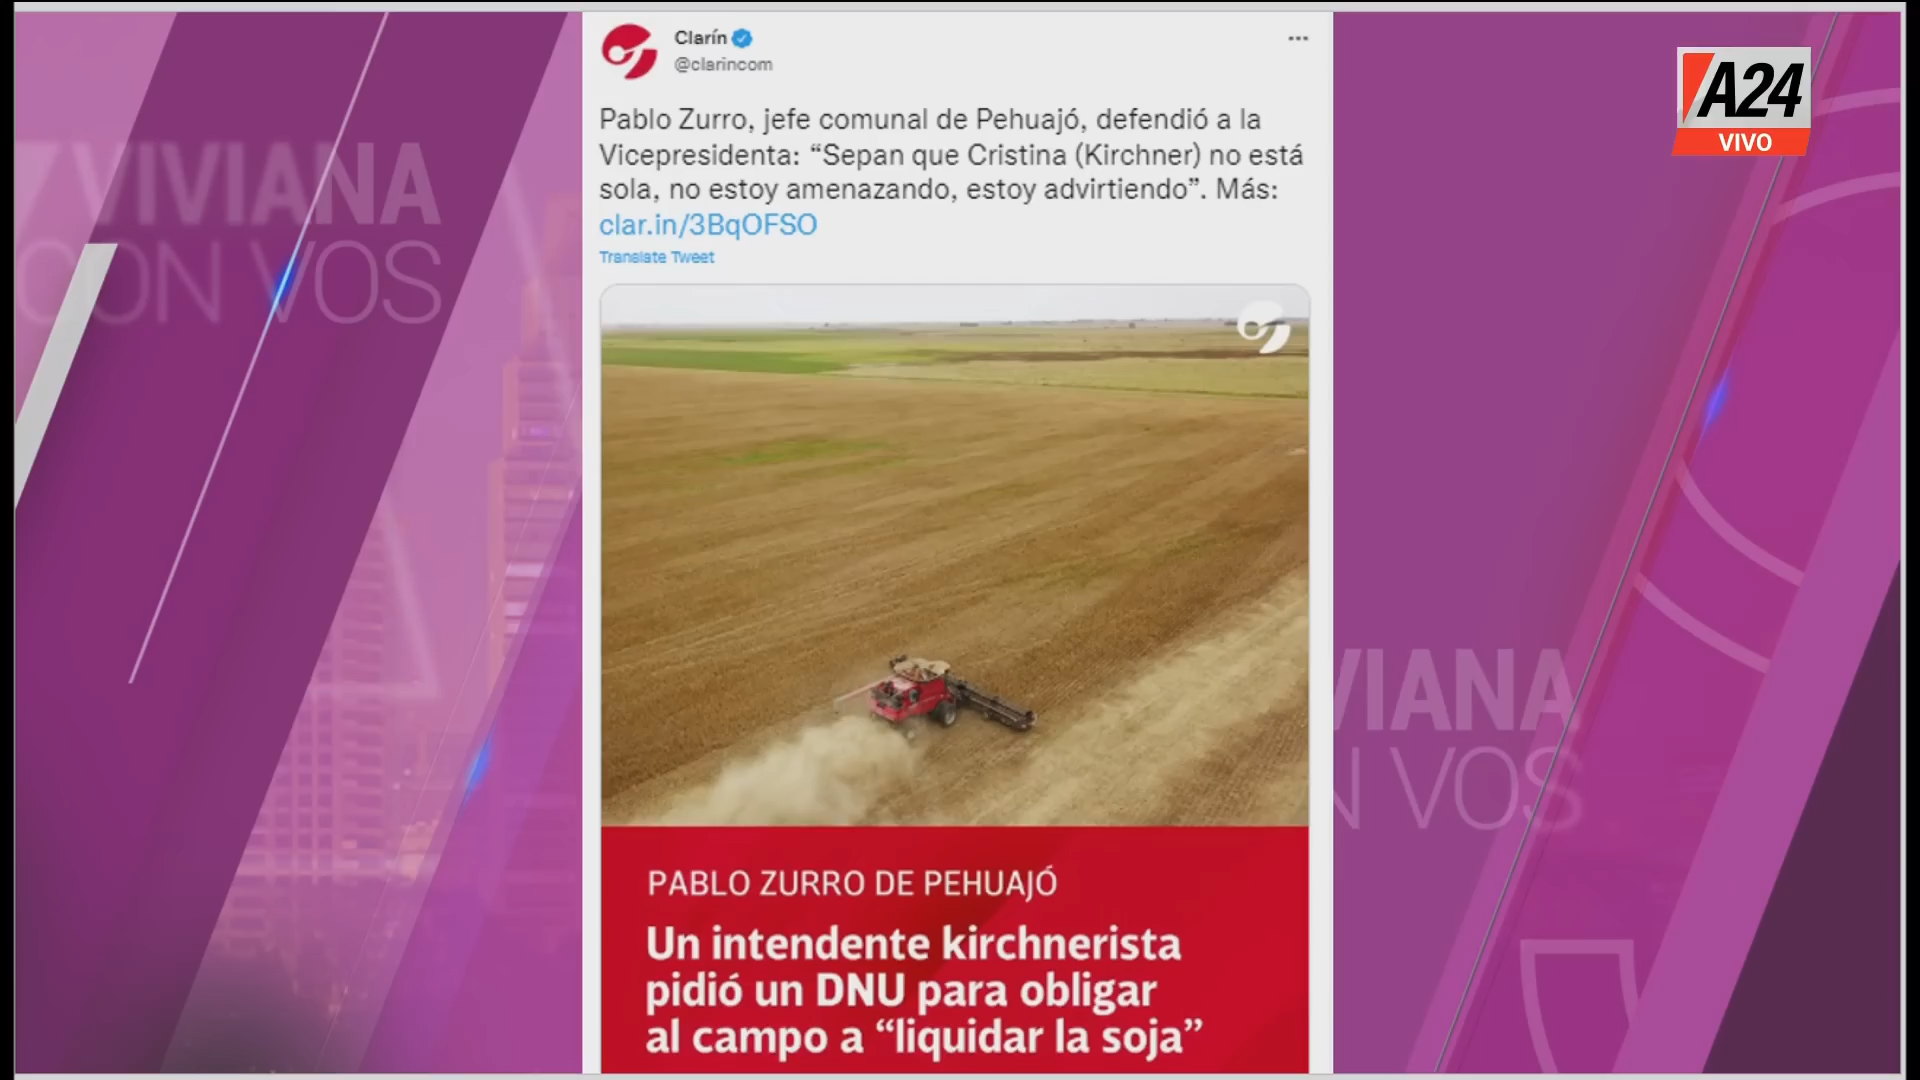 Clarín
@clarincom
Pablo Zurro, jefe comunal de Pehuajó, defendió a la
Vicepresidenta: “Sepan que Cristina (Kirchner) no está
sola, no estoy amenazando, estoy advirtiendo”. Más:
clar.in/3BqOFSO
Translate Tweet
PABLO ZURRO DE PEHUAJÓ
Un intendente kirchnerista
pidió un DNU para obligar
al campo a “liquidar la soja”
A24
VIVO
VIVIANA
CON VOS
VIANA
N VOS